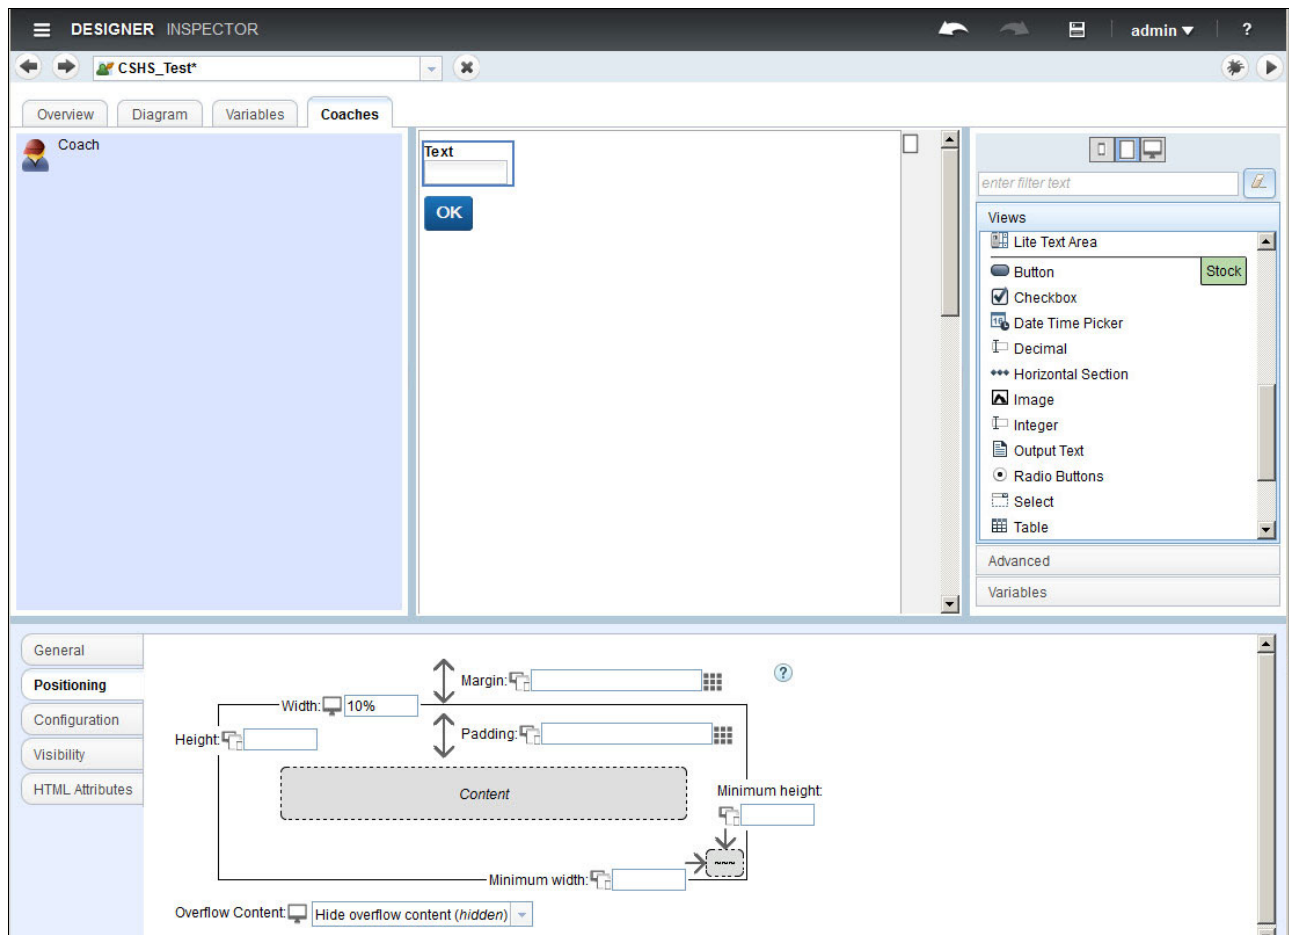 DESIGNER INSPECTOR
admin ▼
?
CSHS_Test*
Overview
Diagram
Variables
Coaches
Coach
Text
OK
enter filter text
Views
Lite Text Area
Button
Stock
Checkbox
Date Time Picker
Decimal
Horizontal Section
Image
Integer
Output Text
Radio Buttons
Select
Table
Advanced
Variables
General
Positioning
Configuration
Visibility
HTML Attributes
Margin:
?
Width: 10%
Height:
Padding:
Content
Minimum height:
~~~
Minimum width:
Overflow Content: Hide overflow content (hidden)